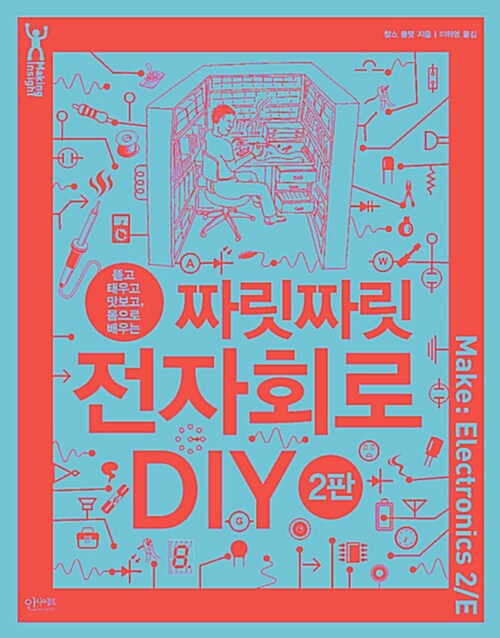 찰스 플랫 지음 | 이하영 옮김
Making
insight
뜯고
태우고
맛보고,
몸으로
배우는
짜릿짜릿
전자회로
DIY
2판
Make: Electronics 2/E
A
W
G
인사이트